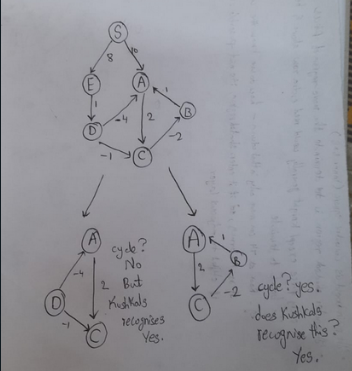 S
8
10
E
A
1
1
B
D
-4
2
-2
-1
C
A
cycle?
No
-4
2
But
Kushkals
D
recognises
-1
Yes.
C
A
1
B
2
-2
C
cycle? yes.
does Kushkals
recognise this?
Yes.